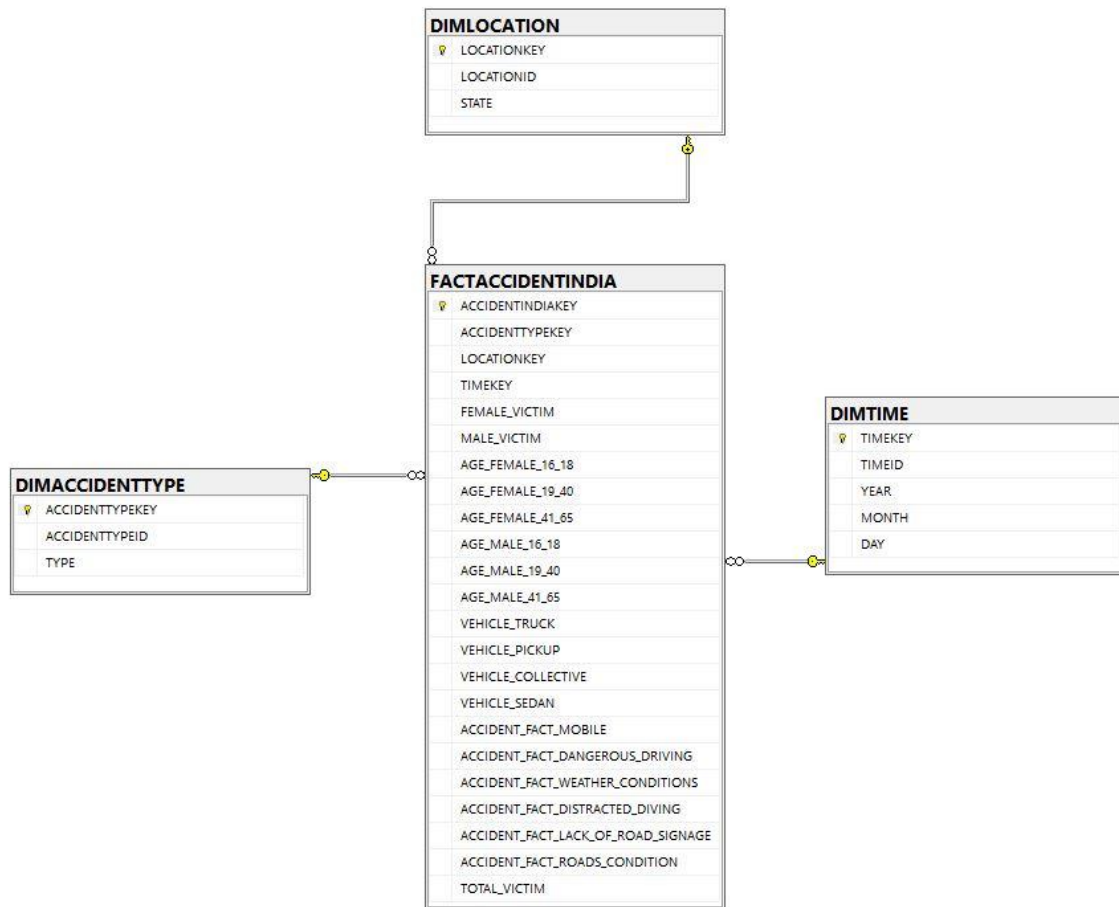 DIMLOCATION
LOCATIONKEY
LOCATIONID
STATE
FACTACCIDENTINDIA
ACCIDENTINDIAKEY
ACCIDENTTYPEKEY
LOCATIONKEY
TIMEKEY
FEMALE_VICTIM
MALE_VICTIM
AGE_FEMALE_16_18
AGE_FEMALE_19_40
AGE_FEMALE_41_65
AGE_MALE_16_18
AGE_MALE_19_40
AGE_MALE_41_65
VEHICLE_TRUCK
VEHICLE_PICKUP
VEHICLE_COLLECTIVE
VEHICLE_SEDAN
ACCIDENT_FACT_MOBILE
ACCIDENT_FACT_DANGEROUS_DRIVING
ACCIDENT_FACT_WEATHER_CONDITIONS
ACCIDENT_FACT_DISTRACTED_DIVING
ACCIDENT_FACT_LACK_OF_ROAD_SIGNAGE
ACCIDENT_FACT_ROADS_CONDITION
TOTAL_VICTIM
DIMTIME
TIMEKEY
TIMEID
YEAR
MONTH
DAY
DIMACCIDENTTYPE
ACCIDENTTYPEKEY
ACCIDENTTYPEID
TYPE